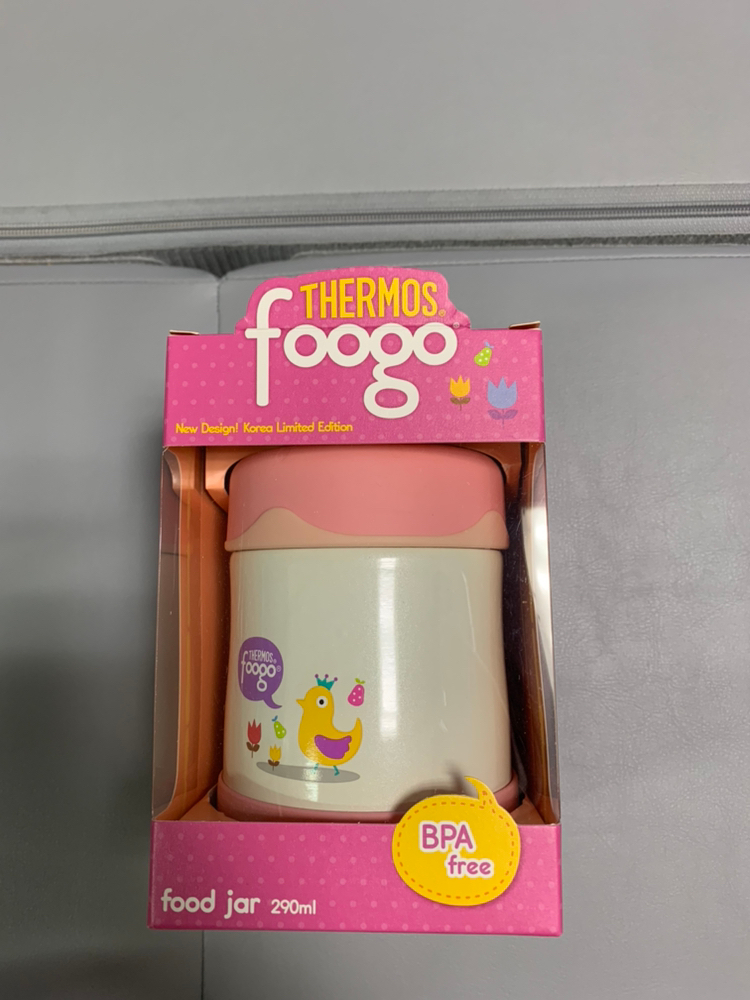 THERMOS®
foogo®
New Design! Korea Limited Edition
THERMOS®
foogo®
BPA
free
food jar 290ml